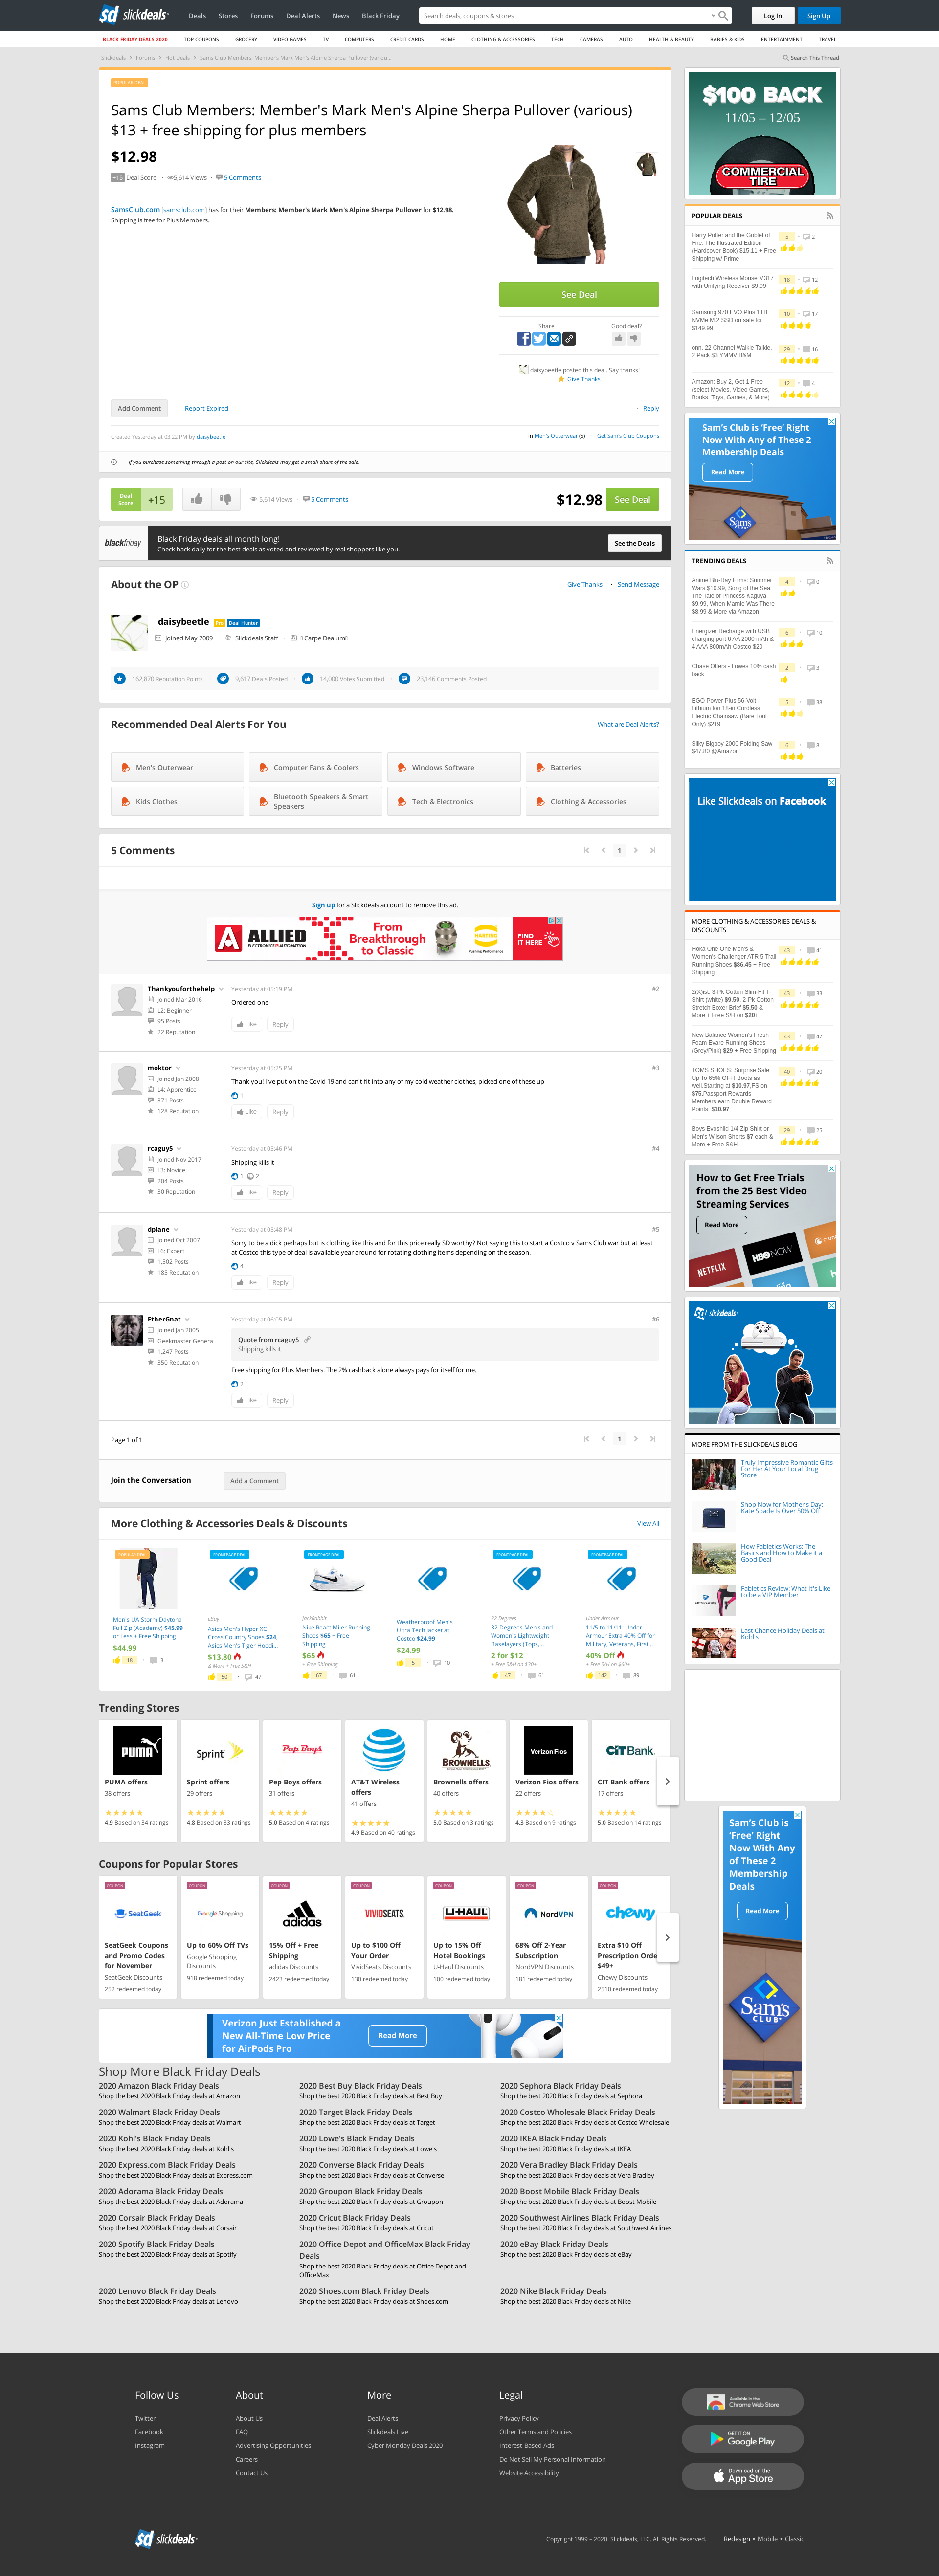 slickdeals
Deals Stores Forums Deal Alerts News Black Friday
Search deals, coupons & stores
Log In Sign Up
BLACK FRIDAY DEALS 2020 TOP COUPONS GROCERY VIDEO GAMES TV COMPUTERS CREDIT CARDS HOME CLOTHING & ACCESSORIES TECH CAMERAS AUTO HEALTH & BEAUTY BABIES & KIDS ENTERTAINMENT TRAVEL
Slickdeals > Forums > Hot Deals > Sams Club Members: Member's Mark Men's Alpine Sherpa Pullover (variou...
Search This Thread
POPULAR DEAL
Sams Club Members: Member's Mark Men's Alpine Sherpa Pullover (various)
$13 + free shipping for plus members
$12.98
+15 Deal Score 5,614 Views 5 Comments
SamsClub.com [samsclub.com] has for their Members: Member's Mark Men's Alpine Sherpa Pullover for $12.98.
Shipping is free for Plus Members.
See Deal
Share Good deal?
daisybeetle posted this deal. Say thanks!
Give Thanks
Add Comment Report Expired Reply
Created Yesterday at 03:22 PM by daisybeetle
in Men's Outerwear (5) Get Sam's Club Coupons
If you purchase something through a post on our site, Slickdeals may get a small share of the sale.
Deal Score +15 5,614 Views 5 Comments $12.98 See Deal
blackfriday
Black Friday deals all month long!
Check back daily for the best deals as voted and reviewed by real shoppers like you.
See the Deals
About the OP
Give Thanks Send Message
daisybeetle Pro Deal Hunter
Joined May 2009 Slickdeals Staff Carpe Dealum
162,870 Reputation Points 9,617 Deals Posted 14,000 Votes Submitted 23,146 Comments Posted
Recommended Deal Alerts For You
What are Deal Alerts?
Men's Outerwear Computer Fans & Coolers Windows Software Batteries
Kids Clothes Bluetooth Speakers & Smart Speakers Tech & Electronics Clothing & Accessories
5 Comments
1
Sign up for a Slickdeals account to remove this ad.
ALLIED ELECTRONICS & AUTOMATION
From Breakthrough to Classic
HARTING
Pushing Performance
FIND IT HERE
Thankyouforthehelp
Joined Mar 2016
L2: Beginner
95 Posts
22 Reputation
Yesterday at 05:19 PM #2
Ordered one
Like Reply
moktor
Joined Jan 2008
L4: Apprentice
371 Posts
128 Reputation
Yesterday at 05:25 PM #3
Thank you! I've put on the Covid 19 and can't fit into any of my cold weather clothes, picked one of these up
1
Like Reply
rcaguy5
Joined Nov 2017
L3: Novice
204 Posts
30 Reputation
Yesterday at 05:46 PM #4
Shipping kills it
1 2
Like Reply
dplane
Joined Oct 2007
L6: Expert
1,502 Posts
185 Reputation
Yesterday at 05:48 PM #5
Sorry to be a dick perhaps but is clothing like this and for this price really SD worthy? Not saying this to start a Costco v Sams Club war but at least
at Costco this type of deal is available year around for rotating clothing items depending on the season.
4
Like Reply
EtherGnat
Joined Jan 2005
Geekmaster General
1,247 Posts
350 Reputation
Yesterday at 06:05 PM #6
Quote from rcaguy5
Shipping kills it
Free shipping for Plus Members. The 2% cashback alone always pays for itself for me.
2
Like Reply
Page 1 of 1
1
Join the Conversation Add a Comment
More Clothing & Accessories Deals & Discounts
View All
POPULAR DEAL
Men's UA Storm Daytona Full Zip (Academy) $45.99 or Less + Free Shipping
$44.99
18 3
FRONTPAGE DEAL
eBay
Asics Men's Hyper XC Cross Country Shoes $24, Asics Men's Tiger Hoodi...
$13.80
& More + Free S&H
50 47
FRONTPAGE DEAL
JackRabbit
Nike React Miler Running Shoes $65 + Free Shipping
$65
+ Free Shipping
67 61
Weatherproof Men's Ultra Tech Jacket at Costco $24.99
$24.99
5 10
FRONTPAGE DEAL
32 Degrees
32 Degrees Men's and Women's Lightweight Baselayers (Tops,...
2 for $12
+ Free S&H on $30+
47 61
FRONTPAGE DEAL
Under Armour
11/5 to 11/11: Under Armour Extra 40% Off for Military, Veterans, First...
40% Off
+ Free S/H on $60+
142 89
Trending Stores
PUMA
PUMA offers
38 offers
4.9 Based on 34 ratings
Sprint
Sprint offers
29 offers
4.8 Based on 33 ratings
Pep Boys
Pep Boys offers
31 offers
5.0 Based on 4 ratings
AT&T Wireless offers
41 offers
4.9 Based on 40 ratings
BROWNELLS
Brownells offers
40 offers
5.0 Based on 3 ratings
Verizon Fios
Verizon Fios offers
22 offers
4.3 Based on 9 ratings
CIT BANK
CIT Bank offers
17 offers
5.0 Based on 14 ratings
Coupons for Popular Stores
COUPON
SeatGeek
SeatGeek Coupons and Promo Codes for November
SeatGeek Discounts
252 redeemed today
COUPON
Google Shopping
Up to 60% Off TVs
Google Shopping Discounts
918 redeemed today
COUPON
adidas
15% Off + Free Shipping
adidas Discounts
2423 redeemed today
COUPON
VIVIDSEATS
Up to $100 Off Your Order
VividSeats Discounts
130 redeemed today
COUPON
U-HAUL
Up to 15% Off Hotel Bookings
U-Haul Discounts
100 redeemed today
COUPON
NordVPN
68% Off 2-Year Subscription
NordVPN Discounts
181 redeemed today
COUPON
chewy
Extra $10 Off Prescription Orde $49+
Chewy Discounts
2510 redeemed today
Verizon Just Established a New All-Time Low Price for AirPods Pro
Read More
Shop More Black Friday Deals
2020 Amazon Black Friday Deals
Shop the best 2020 Black Friday deals at Amazon
2020 Best Buy Black Friday Deals
Shop the best 2020 Black Friday deals at Best Buy
2020 Sephora Black Friday Deals
Shop the best 2020 Black Friday deals at Sephora
2020 Walmart Black Friday Deals
Shop the best 2020 Black Friday deals at Walmart
2020 Target Black Friday Deals
Shop the best 2020 Black Friday deals at Target
2020 Costco Wholesale Black Friday Deals
Shop the best 2020 Black Friday deals at Costco Wholesale
2020 Kohl's Black Friday Deals
Shop the best 2020 Black Friday deals at Kohl's
2020 Lowe's Black Friday Deals
Shop the best 2020 Black Friday deals at Lowe's
2020 IKEA Black Friday Deals
Shop the best 2020 Black Friday deals at IKEA
2020 Express.com Black Friday Deals
Shop the best 2020 Black Friday deals at Express.com
2020 Converse Black Friday Deals
Shop the best 2020 Black Friday deals at Converse
2020 Vera Bradley Black Friday Deals
Shop the best 2020 Black Friday deals at Vera Bradley
2020 Adorama Black Friday Deals
Shop the best 2020 Black Friday deals at Adorama
2020 Groupon Black Friday Deals
Shop the best 2020 Black Friday deals at Groupon
2020 Boost Mobile Black Friday Deals
Shop the best 2020 Black Friday deals at Boost Mobile
2020 Corsair Black Friday Deals
Shop the best 2020 Black Friday deals at Corsair
2020 Cricut Black Friday Deals
Shop the best 2020 Black Friday deals at Cricut
2020 Southwest Airlines Black Friday Deals
Shop the best 2020 Black Friday deals at Southwest Airlines
2020 Spotify Black Friday Deals
Shop the best 2020 Black Friday deals at Spotify
2020 Office Depot and OfficeMax Black Friday Deals
Shop the best 2020 Black Friday deals at Office Depot and OfficeMax
2020 eBay Black Friday Deals
Shop the best 2020 Black Friday deals at eBay
2020 Lenovo Black Friday Deals
Shop the best 2020 Black Friday deals at Lenovo
2020 Shoes.com Black Friday Deals
Shop the best 2020 Black Friday deals at Shoes.com
2020 Nike Black Friday Deals
Shop the best 2020 Black Friday deals at Nike
$100 BACK
11/05 – 12/05
COMMERCIAL TIRE
POPULAR DEALS
Harry Potter and the Goblet of Fire: The Illustrated Edition (Hardcover Book) $15.11 + Free Shipping w/ Prime
5 2
Logitech Wireless Mouse M317 with Unifying Receiver $9.99
18 12
Samsung 970 EVO Plus 1TB NVMe M.2 SSD on sale for $149.99
10 17
onn. 22 Channel Walkie Talkie, 2 Pack $3 YMMV B&M
29 16
Amazon: Buy 2, Get 1 Free (select Movies, Video Games, Books, Toys, Games, & More)
12 4
Sam's Club is 'Free' Right Now With Any of These 2 Membership Deals
Read More
Sam's
TRENDING DEALS
Anime Blu-Ray Films: Summer Wars $10.99, Song of the Sea, The Tale of Princess Kaguya $9.99, When Marnie Was There $8.99 & More via Amazon
4 0
Energizer Recharge with USB charging port 6 AA 2000 mAh & 4 AAA 800mAh Costco $20
6 10
Chase Offers - Lowes 10% cash back
2 3
EGO Power Plus 56-Volt Lithium Ion 18-in Cordless Electric Chainsaw (Bare Tool Only) $219
5 38
Silky Bigboy 2000 Folding Saw $47.80 @Amazon
6 8
Like Slickdeals on Facebook
MORE CLOTHING & ACCESSORIES DEALS & DISCOUNTS
Hoka One One Men's & Women's Challenger ATR 5 Trail Running Shoes $86.45 + Free Shipping
43 41
2(X)ist: 3-Pk Cotton Slim-Fit T-Shirt (white) $9.50, 2-Pk Cotton Stretch Boxer Brief $5.50 & More + Free S/H on $20+
43 33
New Balance Women's Fresh Foam Evare Running Shoes (Grey/Pink) $29 + Free Shipping
43 47
TOMS SHOES: Surprise Sale Up To 65% OFF! Boots as well.Starting at $10.97,FS on $75,Passport Rewards Members earn Double Reward Points. $10.97
40 20
Boys Evoshild 1/4 Zip Shirt or Men's Wilson Shorts $7 each & More + Free S&H
29 25
How to Get Free Trials from the 25 Best Video Streaming Services
Read More
NETFLIX HBO NOW
slickdeals
MORE FROM THE SLICKDEALS BLOG
Truly Impressive Romantic Gifts For Her At Your Local Drug Store
Shop Now for Mother's Day: Kate Spade Is Over 50% Off
How Fabletics Works: The Basics and How to Make it a Good Deal
Fabletics Review: What It's Like to be a VIP Member
Last Chance Holiday Deals at Kohl's
Sam's Club is 'Free' Right Now With Any of These 2 Membership Deals
Read More
Sam's CLUB
Follow Us
Twitter
Facebook
Instagram
About
About Us
FAQ
Advertising Opportunities
Careers
Contact Us
More
Deal Alerts
Slickdeals Live
Cyber Monday Deals 2020
Legal
Privacy Policy
Other Terms and Policies
Interest-Based Ads
Do Not Sell My Personal Information
Website Accessibility
Available in the Chrome Web Store
GET IT ON Google Play
Download on the App Store
slickdeals
Copyright 1999 - 2020. Slickdeals, LLC. All Rights Reserved. Redesign • Mobile • Classic